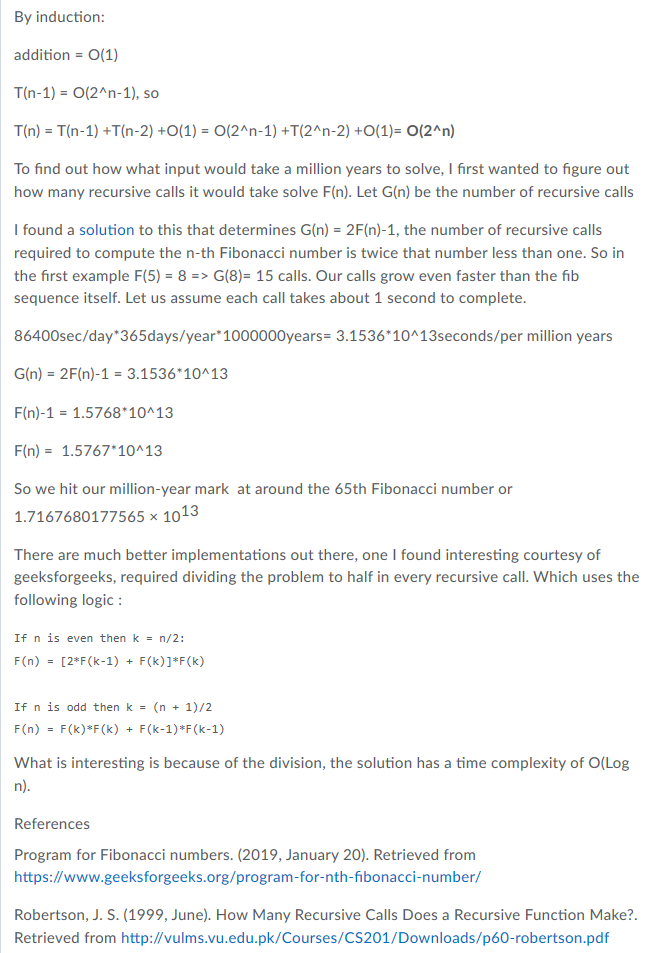 By induction:
addition = O(1)
T(n-1) = O(2^n-1), so
T(n) = T(n-1) +T(n-2) +O(1) = O(2^n-1) +T(2^n-2) +O(1)= O(2^n)
To find out how what input would take a million years to solve, I first wanted to figure out
how many recursive calls it would take solve F(n). Let G(n) be the number of recursive calls
I found a solution to this that determines G(n) = 2F(n)-1, the number of recursive calls
required to compute the n-th Fibonacci number is twice that number less than one. So in
the first example F(5) = 8 => G(8)= 15 calls. Our calls grow even faster than the fib
sequence itself. Let us assume each call takes about 1 second to complete.
86400sec/day*365days/year*1000000years= 3.1536*10^13seconds/per million years
G(n) = 2F(n)-1 = 3.1536*10^13
F(n)-1 = 1.5768*10^13
F(n) =  1.5767*10^13
So we hit our million-year mark  at around the 65th Fibonacci number or
1.7167680177565 × 10¹³
There are much better implementations out there, one I found interesting courtesy of
geeksforgeeks, required dividing the problem to half in every recursive call. Which uses the
following logic :
If n is even then k = n/2:
F(n) = [2*F(k-1) + F(k)]*F(k)
If n is odd then k = (n + 1)/2
F(n) = F(k)*F(k) + F(k-1)*F(k-1)
What is interesting is because of the division, the solution has a time complexity of O(Log
n).
References
Program for Fibonacci numbers. (2019, January 20). Retrieved from
https://www.geeksforgeeks.org/program-for-nth-fibonacci-number/
Robertson, J. S. (1999, June). How Many Recursive Calls Does a Recursive Function Make?.
Retrieved from http://vulms.vu.edu.pk/Courses/CS201/Downloads/p60-robertson.pdf